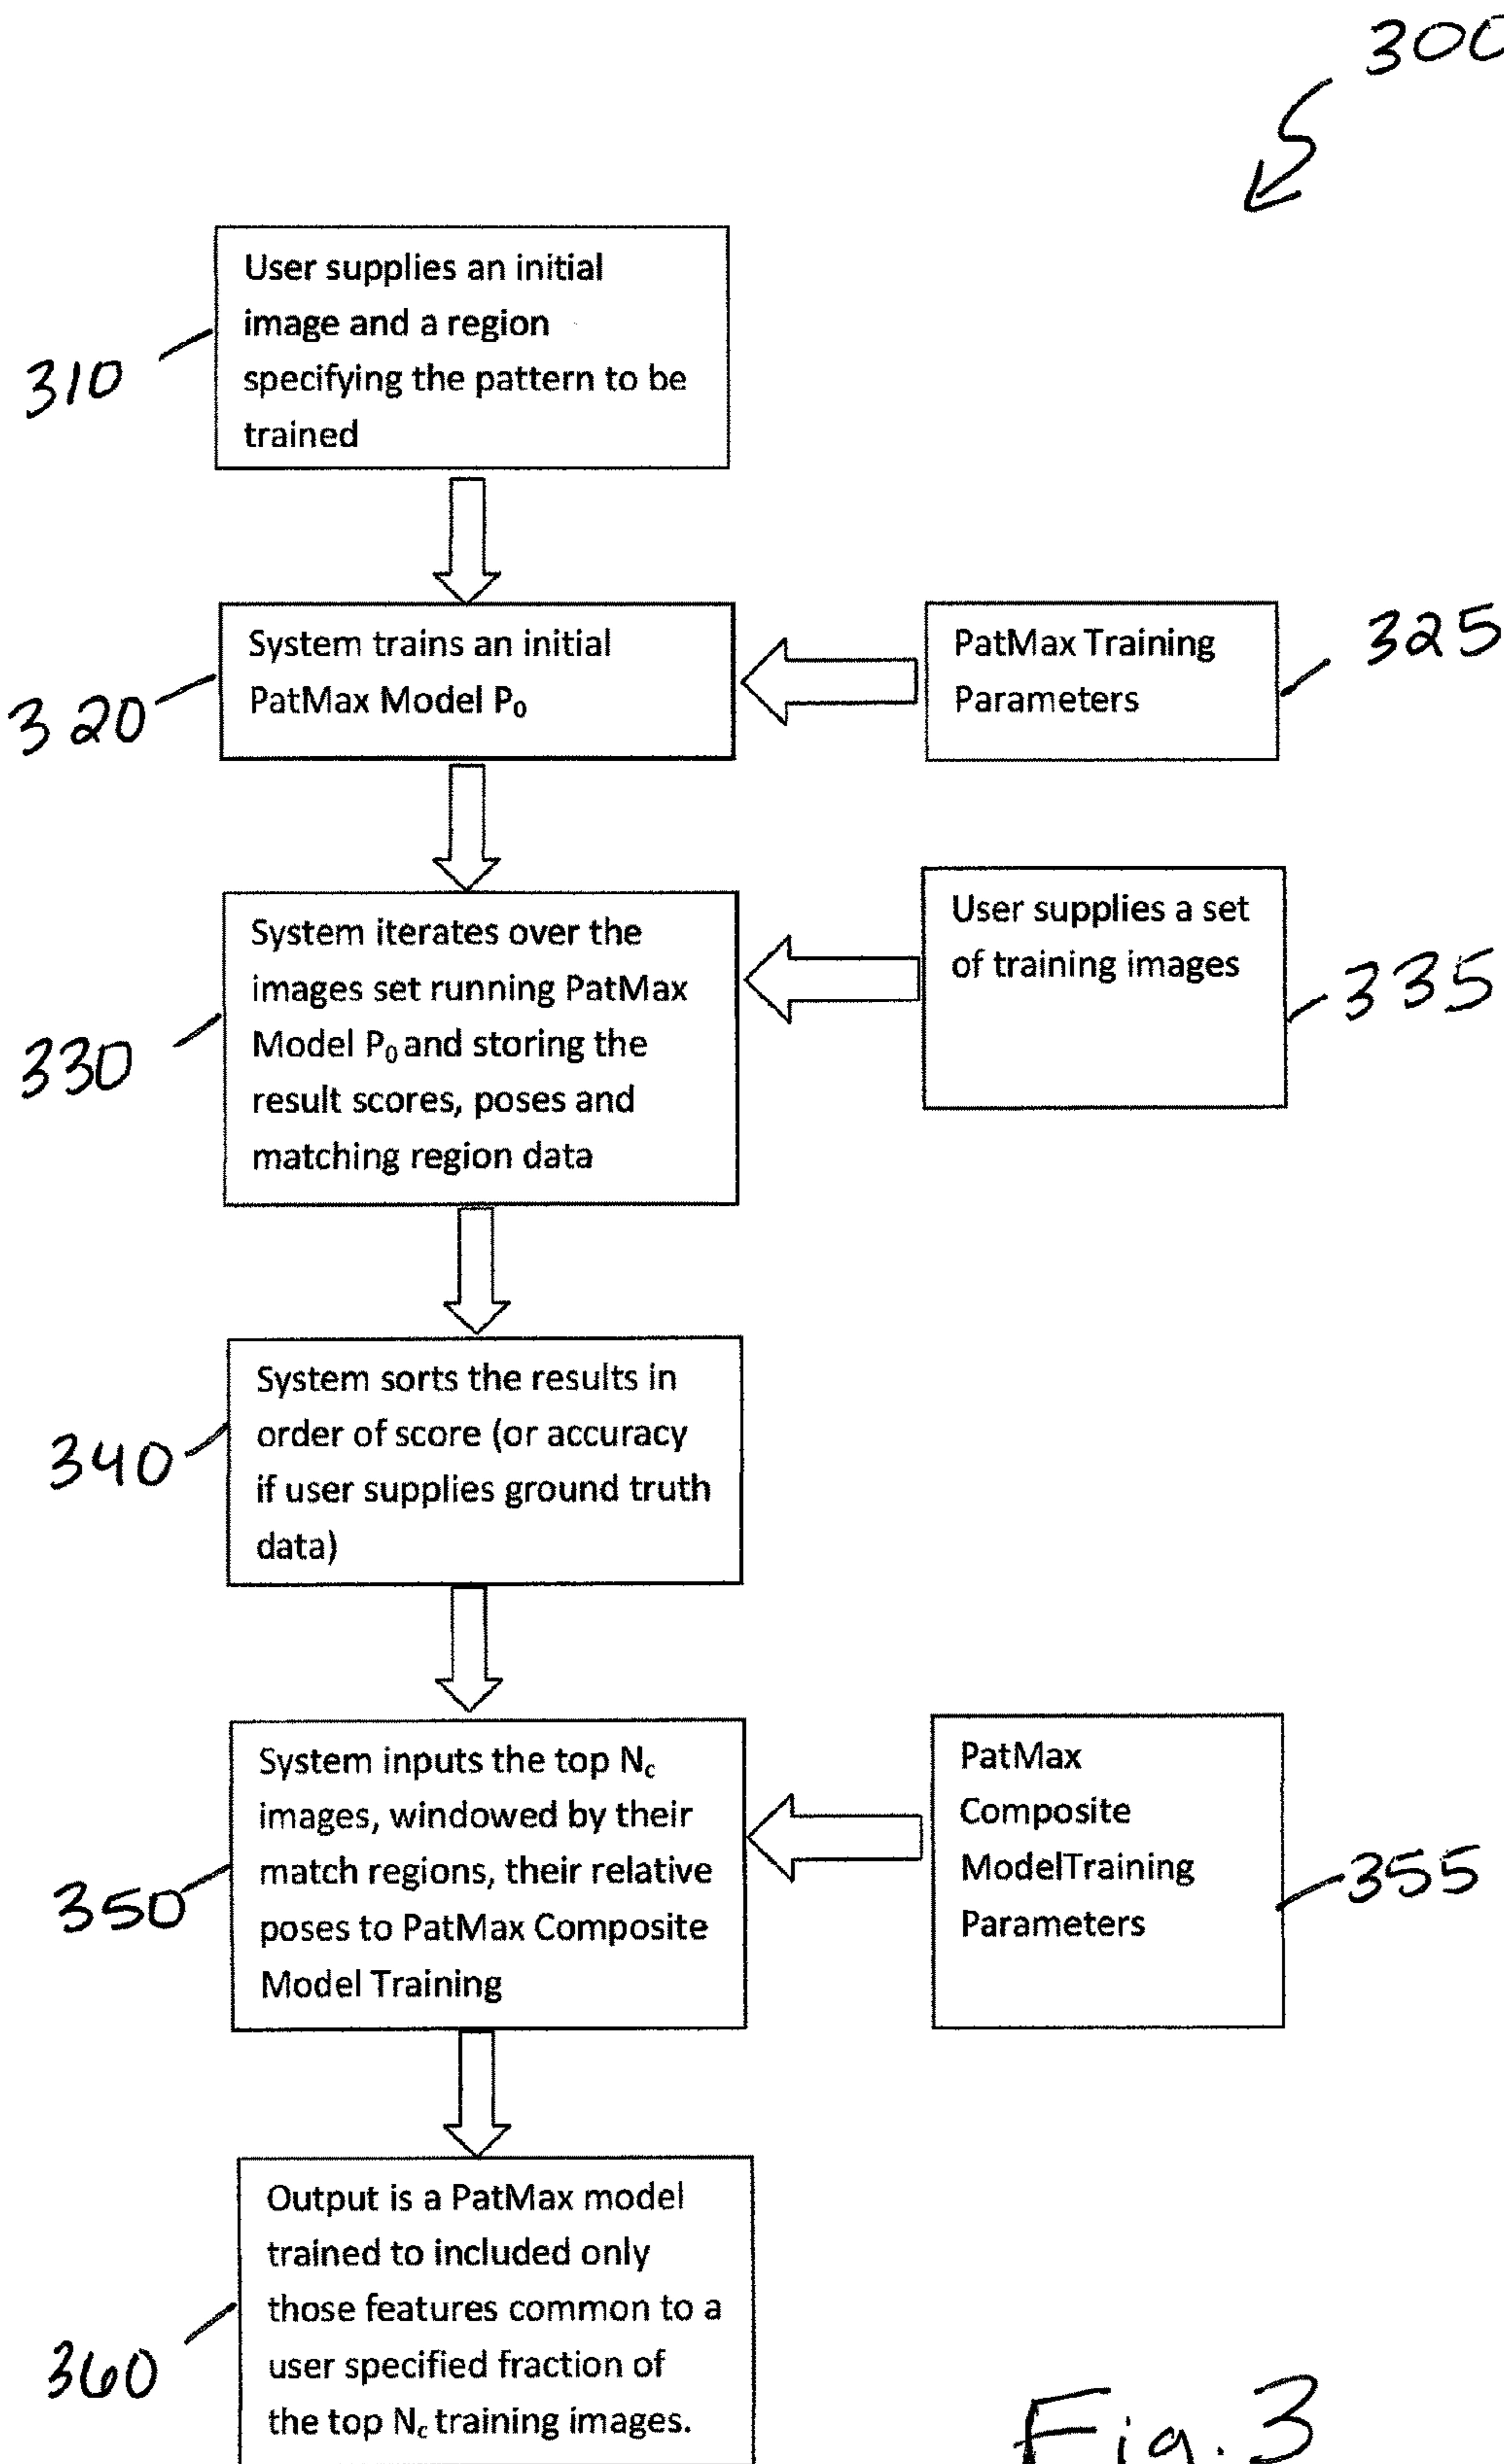 300
User supplies an initial
image and a region
specifying the pattern to be
trained
310
System trains an initial
PatMax Model P₀
320
PatMax Training
Parameters
325
System iterates over the
images set running PatMax
Model P₀ and storing the
result scores, poses and
matching region data
330
User supplies a set
of training images
335
System sorts the results in
order of score (or accuracy
if user supplies ground truth
data)
340
System inputs the top N_c
images, windowed by their
match regions, their relative
poses to PatMax Composite
Model Training
350
PatMax
Composite
ModelTraining
Parameters
355
Output is a PatMax model
trained to included only
those features common to a
user specified fraction of
the top N_c training images.
360
Fig. 3